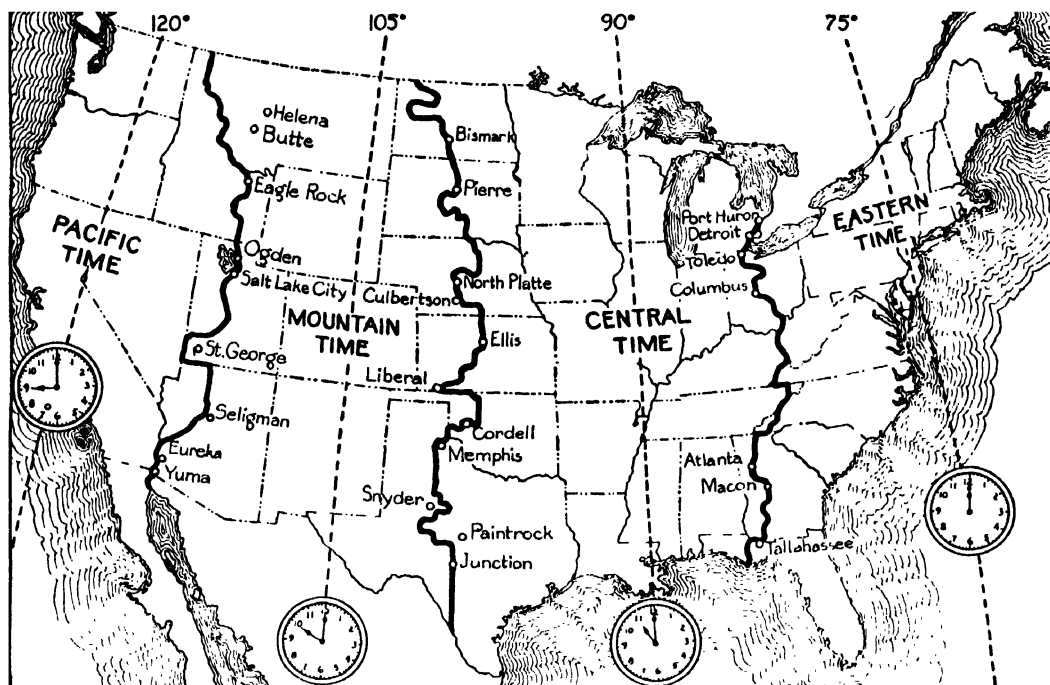 120°
105°
90°
75°
Helena
Butte
Bismark
Eagle Rock
Pierre
Port Huron
Detroit
EASTERN
TIME
PACIFIC
TIME
Ogden
Toledo
Salt Lake City
Culbertson
North Platte
Columbus
MOUNTAIN
TIME
CENTRAL
TIME
Ellis
St. George
Liberal
Seligman
Cordell
Memphis
Eureka
Yuma
Atlanta
Macon
Snyder
Paintrock
Junction
Tallahassee